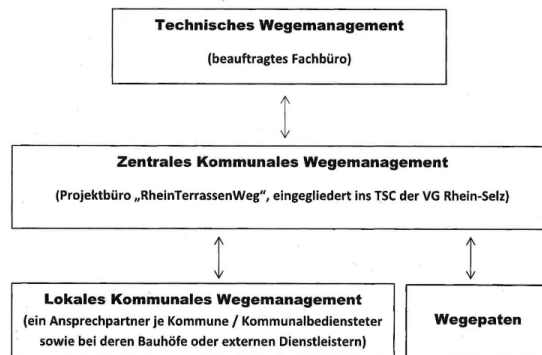 Technisches Wegemanagement
(beauftragtes Fachbüro)
Zentrales Kommunales Wegemanagement
(Projektbüro „RheinTerrassenWeg“, eingegliedert ins TSC der VG Rhein-Selz)
Lokales Kommunales Wegemanagement
(ein Ansprechpartner je Kommune / Kommunalbediensteter
sowie bei deren Bauhöfe oder externen Dienstleistern)
Wegepaten